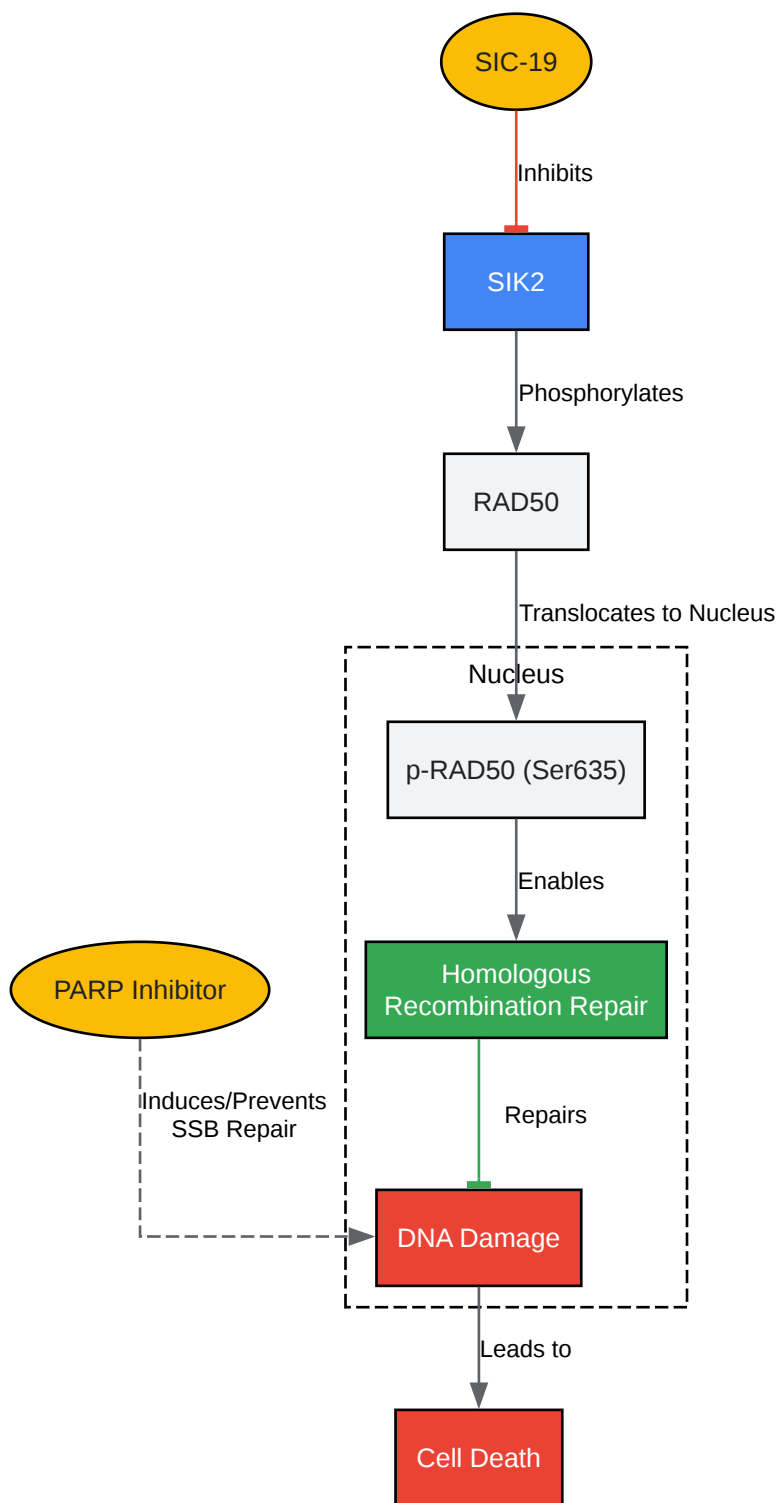 SIC-19
Inhibits
SIK2
Phosphorylates
RAD50
Translocates to Nucleus
Nucleus
p-RAD50 (Ser635)
Enables
Homologous
Recombination Repair
PARP Inhibitor
Induces/Prevents
SSB Repair
Repairs
DNA Damage
Leads to
Cell Death